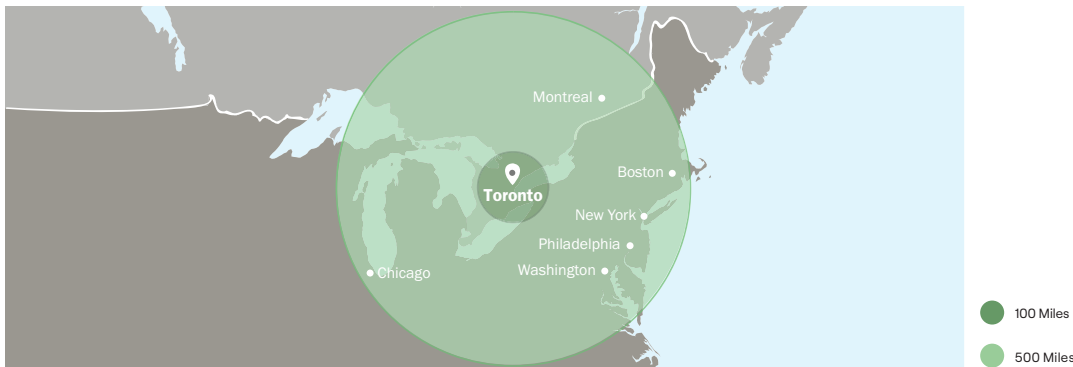 Montreal
Boston
Toronto
New York
Philadelphia
Washington
Chicago
100 Miles
500 Miles